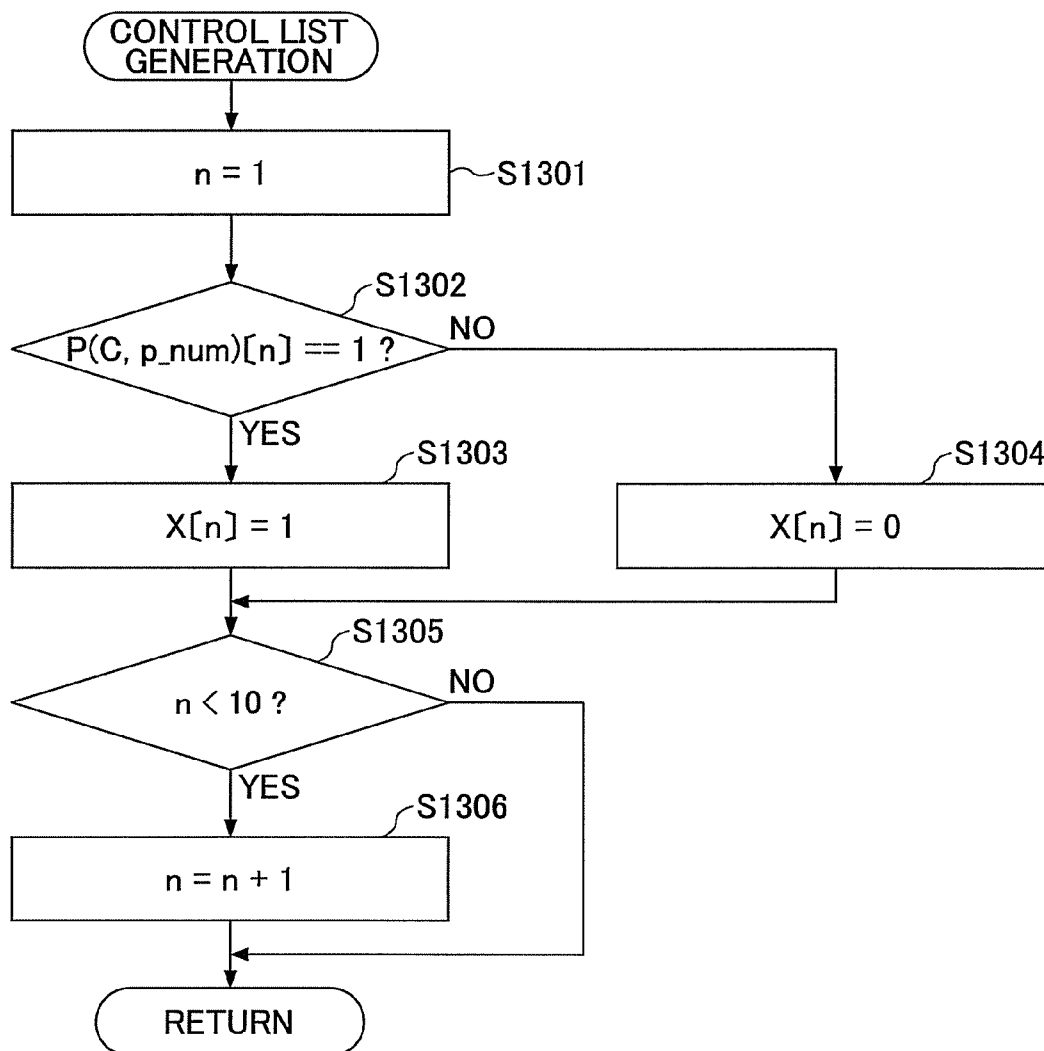 CONTROL LIST
GENERATION
n = 1
S1301
S1302
P(C, p_num)[n] == 1 ?
NO
YES
S1303
S1304
X[n] = 1
X[n] = 0
S1305
n < 10 ?
NO
YES
S1306
n = n + 1
RETURN